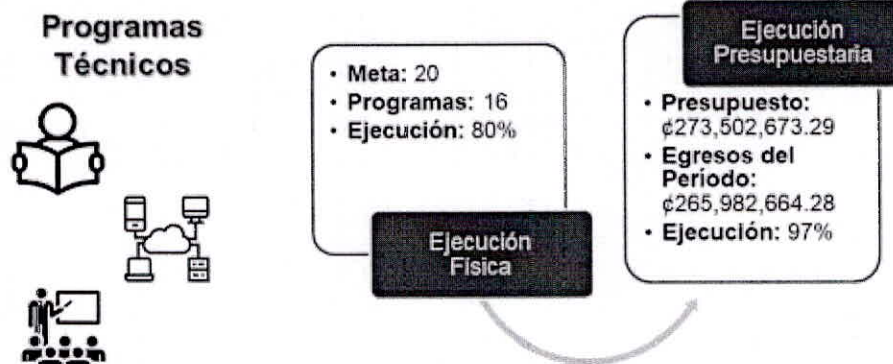 Programas
Técnicos
• Meta: 20
• Programas: 16
• Ejecución: 80%
Ejecución
Física
Ejecución
Presupuestaria
• Presupuesto:
¢273,502,673.29
• Egresos del
Período:
¢265,982,664.28
• Ejecución: 97%